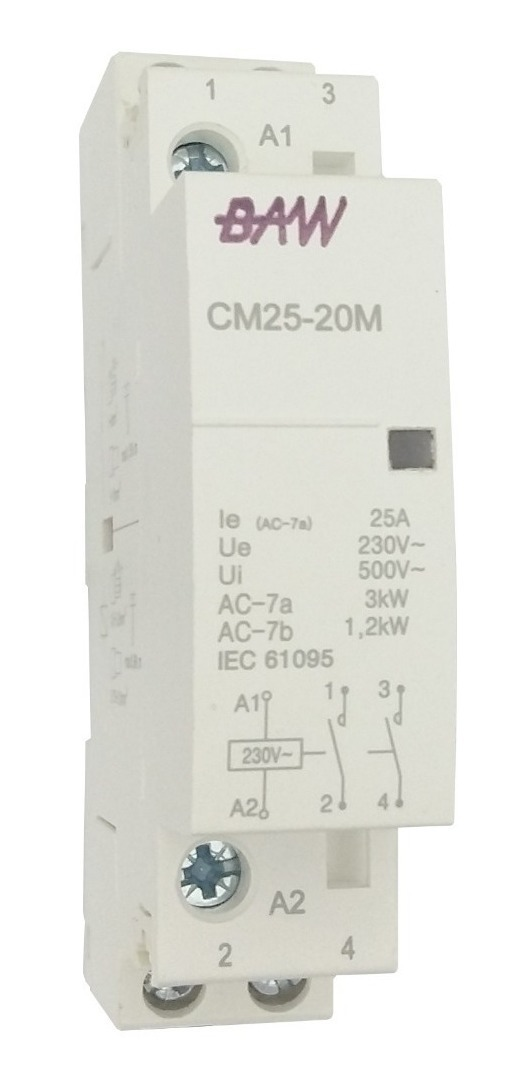 1 3
A1
BAW
CM25-20M
Ie (AC-7a) 25A
Ue 230V~
Ui 500V~
AC-7a 3kW
AC-7b 1,2kW
IEC 61095
A1 1 3
230V~
A2 2 4
A2
2 4